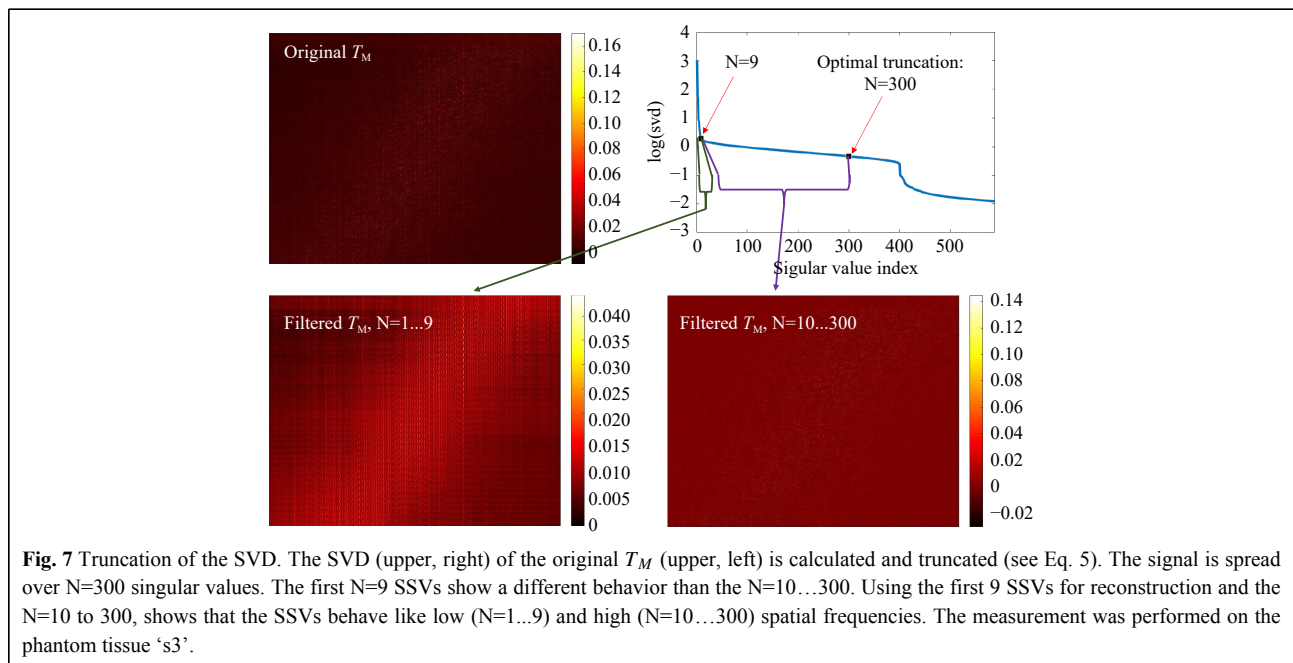 Original T_M
0.16
0.14
0.12
0.10
0.08
0.06
0.04
0.02
0
4
3
2
1
0
−1
−2
−3
log(svd)
N=9
Optimal truncation:
N=300
0 100 200 300 400 500
Sigular value index
Filtered T_M, N=1...9
0.040
0.035
0.030
0.025
0.020
0.015
0.010
0.005
0
Filtered T_M, N=10...300
0.14
0.12
0.10
0.08
0.06
0.04
0.02
0
−0.02
Fig. 7 Truncation of the SVD. The SVD (upper, right) of the original T_M (upper, left) is calculated and truncated (see Eq. 5). The signal is spread
over N=300 singular values. The first N=9 SSVs show a different behavior than the N=10…300. Using the first 9 SSVs for reconstruction and the
N=10 to 300, shows that the SSVs behave like low (N=1...9) and high (N=10…300) spatial frequencies. The measurement was performed on the
phantom tissue ‘s3’.